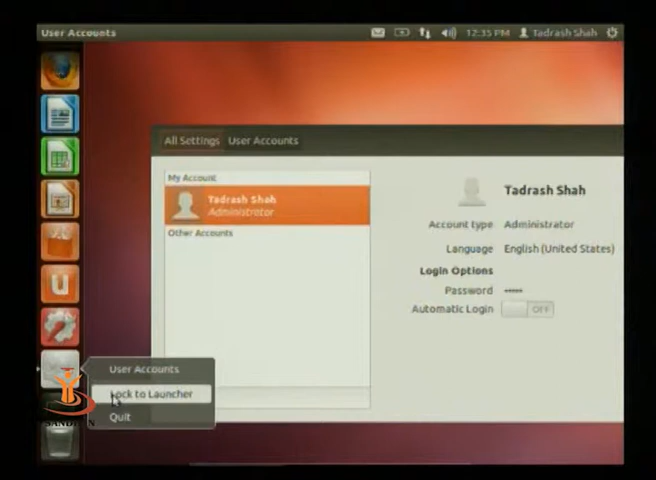 User Accounts
12:35 PM Tadrash Shah
All Settings User Accounts
My Account
Tadrash Shah
Administrator
Other Accounts
Tadrash Shah
Account type Administrator
Language English (United States)
Login Options
Password •••••
Automatic Login OFF
User Accounts
Lock to Launcher
Quit